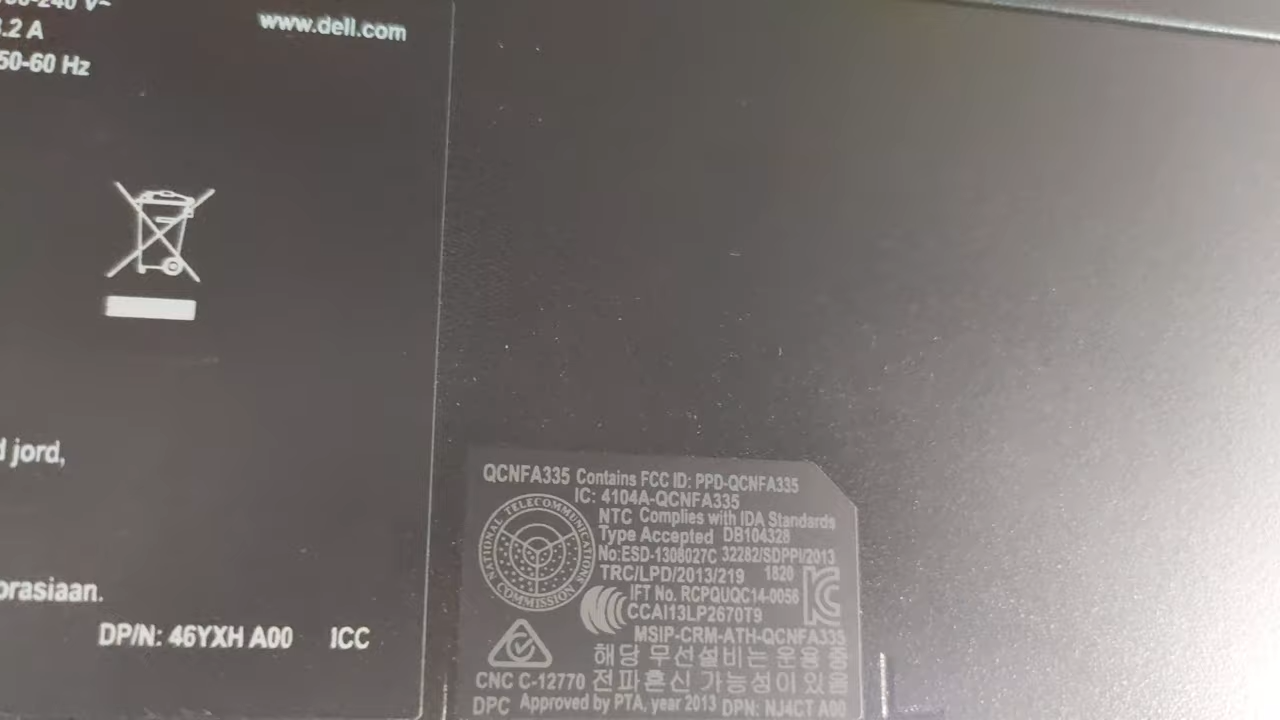 www.dell.com
.2 A
50-60 Hz
jord,
orasiaan.
DP/N: 46YXH A00 ICC
QCNFA335 Contains FCC ID: PPD-QCNFA335
IC: 4104A-QCNFA335
NTC Complies with IDA Standards
Type Accepted DB104328
No:ESD-1308027C 32282/SDPPI/2013
TRC/LPD/2013/219 1820
IFT No. RCPQUQC14-0056
CCAI13LP2670T9
MSIP-CRM-ATH-QCNFA335
해당 무선설비는 운용 중
CNC C-12770 전파혼신 가능성이 있음
DPC Approved by PTA, year 2013 DPN: NJ4CT A00
NATIONAL TELECOMMUNICATIONS COMMISSION